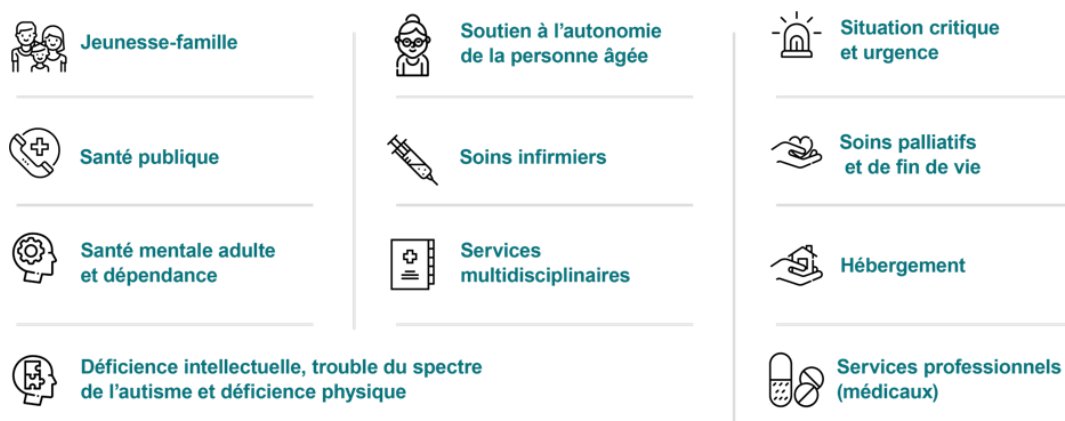 Jeunesse-famille
Santé publique
Santé mentale adulte
et dépendance
Déficience intellectuelle, trouble du spectre
de l'autisme et déficience physique
Soutien à l'autonomie
de la personne âgée
Soins infirmiers
Services
multidisciplinaires
Situation critique
et urgence
Soins palliatifs
et de fin de vie
Hébergement
Services professionnels
(médicaux)